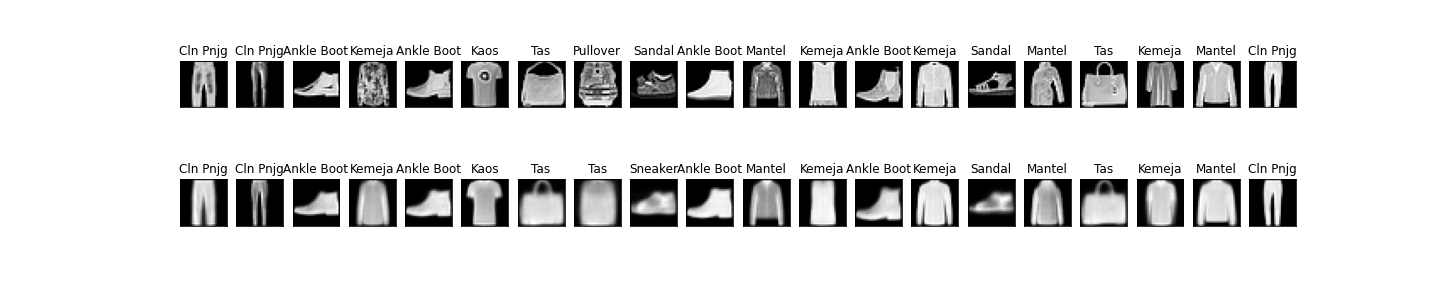 Cln Pnjg Cln Pnjg Ankle Boot Kemeja Ankle Boot Kaos Tas Pullover Sandal Ankle Boot Mantel Kemeja Ankle Boot Kemeja Sandal Mantel Tas Kemeja Mantel Cln Pnjg
Cln Pnjg Cln Pnjg Ankle Boot Kemeja Ankle Boot Kaos Tas Tas Sneaker Ankle Boot Mantel Kemeja Ankle Boot Kemeja Sandal Mantel Tas Kemeja Mantel Cln Pnjg